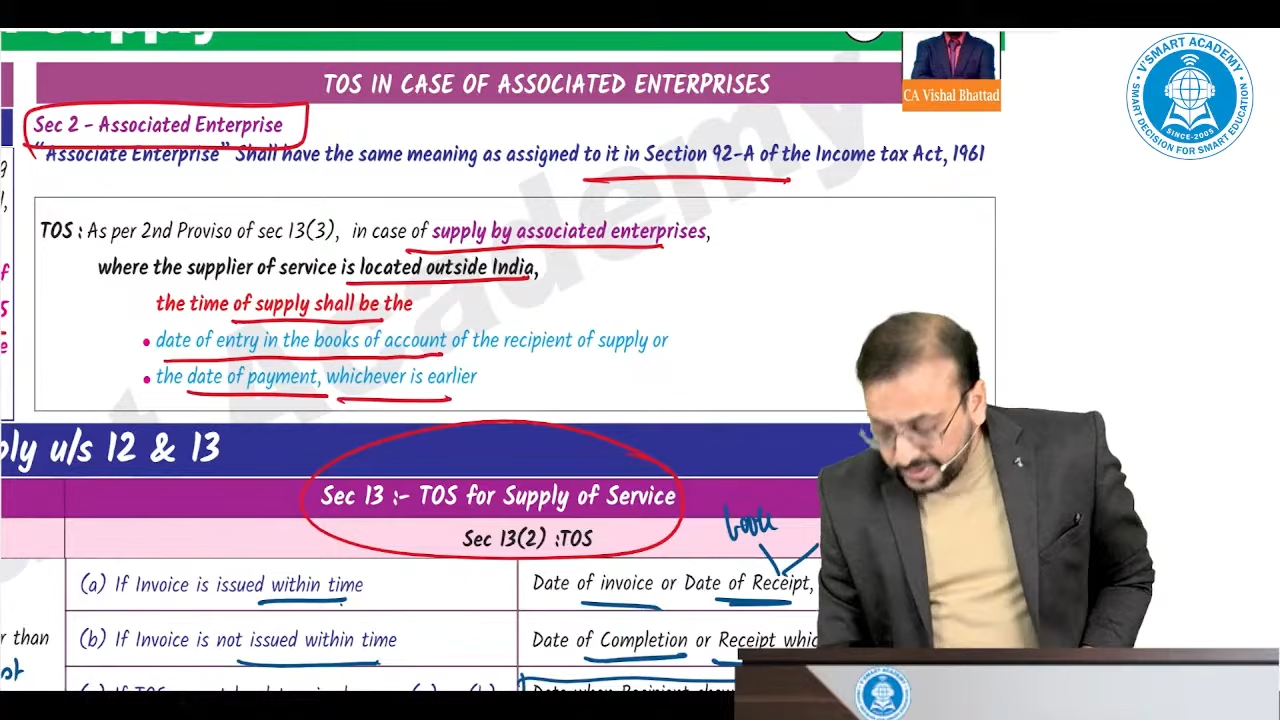 TOS IN CASE OF ASSOCIATED ENTERPRISES
CA Vishal Bhattad
V'SMART ACADEMY
SINCE-2005
SMART DECISION FOR SMART EDUCATION
Sec 2 - Associated Enterprise
"Associate Enterprise" Shall have the same meaning as assigned to it in Section 92-A of the Income tax Act, 1961
TOS : As per 2nd Proviso of sec 13(3), in case of supply by associated enterprises,
where the supplier of service is located outside India,
the time of supply shall be the
• date of entry in the books of account of the recipient of supply or
• the date of payment, whichever is earlier
u/s 12 & 13
Sec 13 :- TOS for Supply of Service
Sec 13(2) :TOS
(a) If Invoice is issued within time
Date of invoice or Date of Receipt,
r than
(b) If Invoice is not issued within time
Date of Completion or Receipt